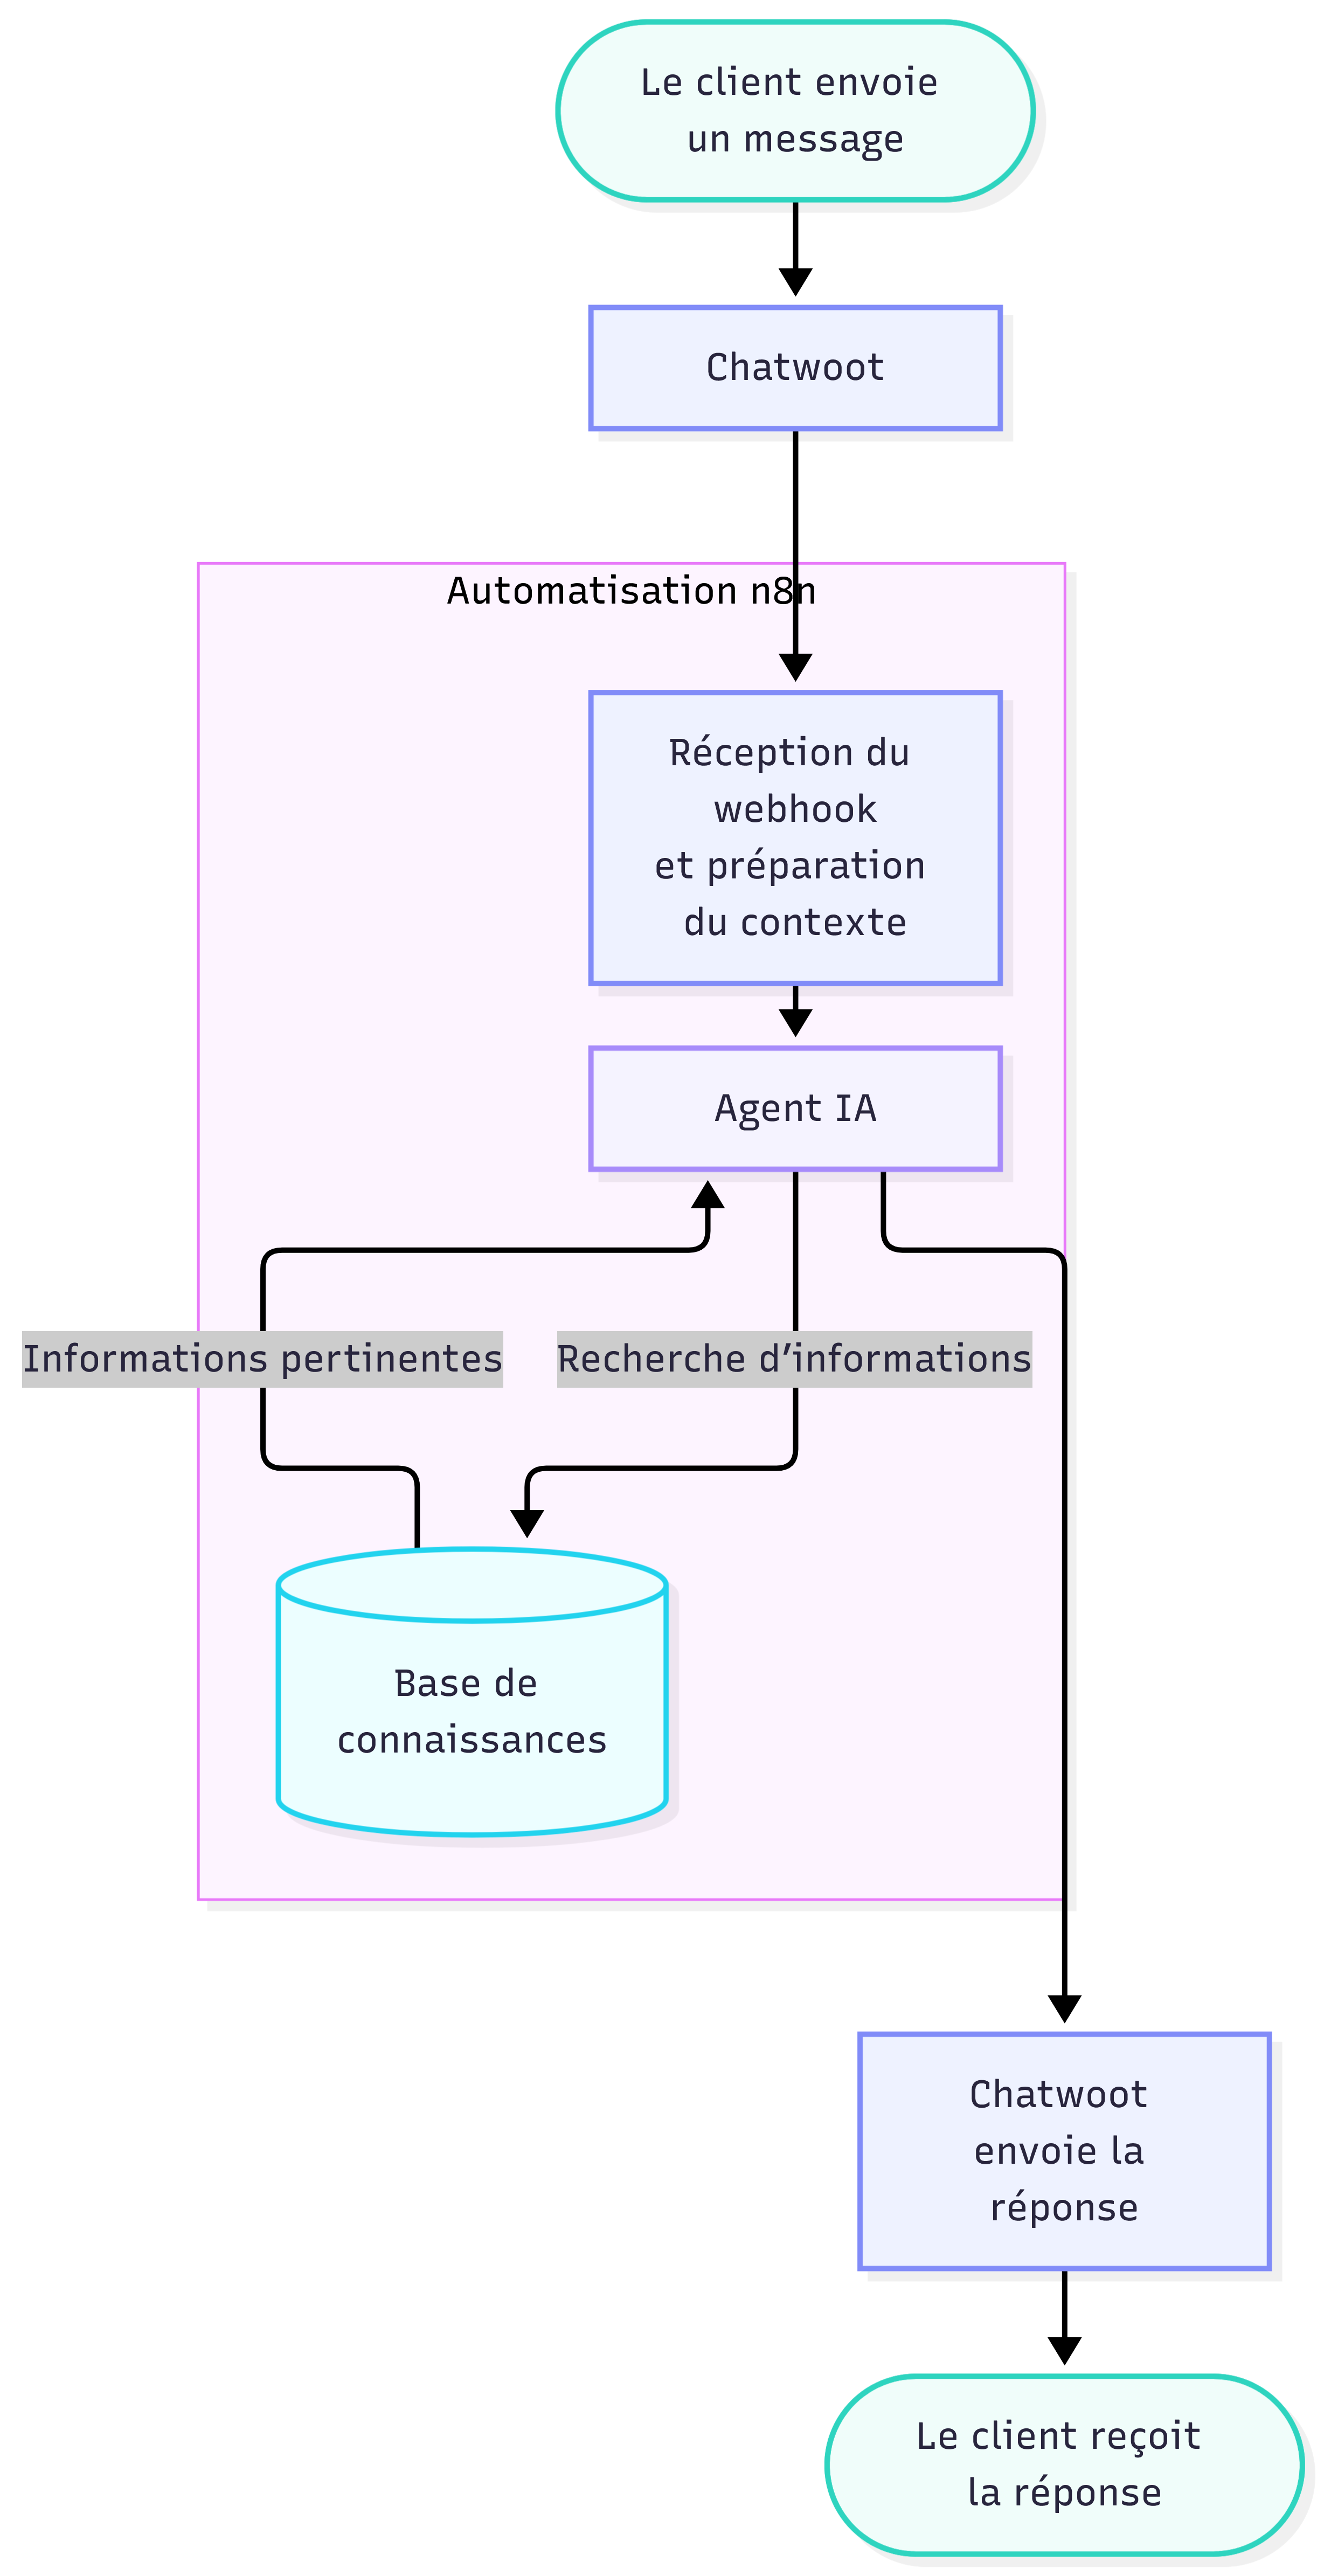 Le client envoie
un message
Chatwoot
Automatisation n8n
Réception du
webhook
et préparation
du contexte
Agent IA
Informations pertinentes
Recherche d’informations
Base de
connaissances
Chatwoot
envoie la
réponse
Le client reçoit
la réponse